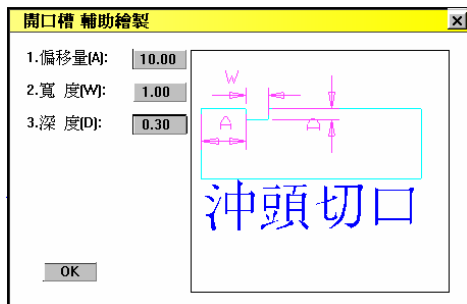 開口槽 輔助繪製
1.偏移量(A): 10.00
2.寬 度(W): 1.00
3.深 度(D): 0.30
W
A
D
沖頭切口
OK